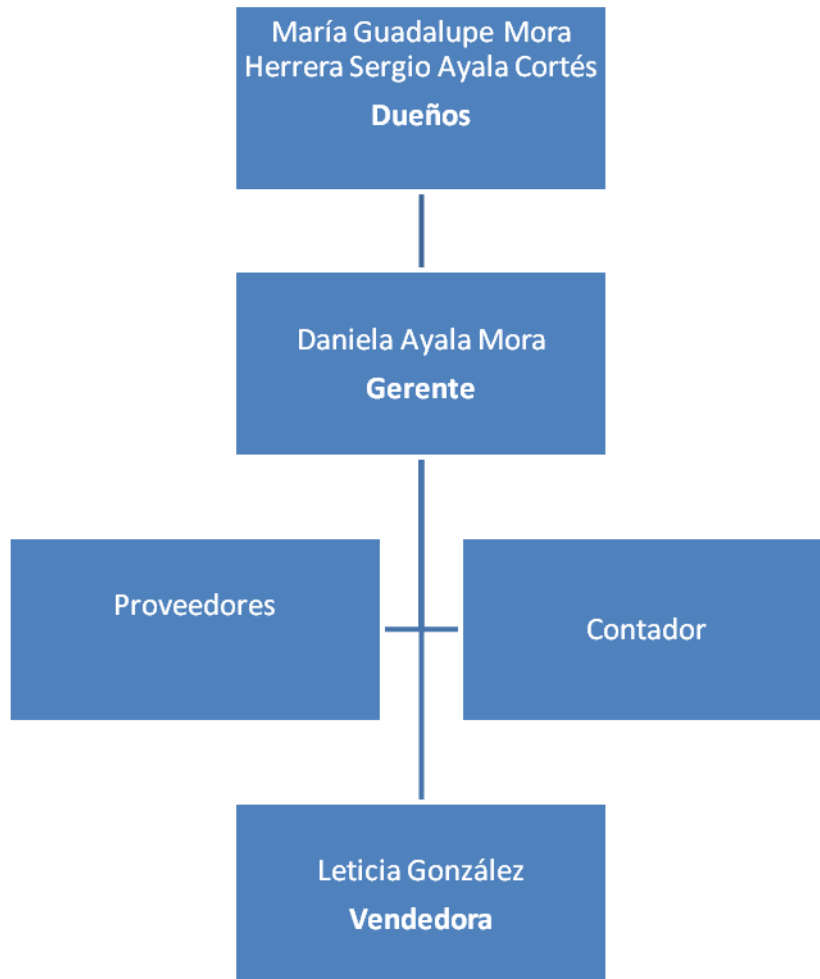 María Guadalupe Mora
Herrera Sergio Ayala Cortés
Dueños
Daniela Ayala Mora
Gerente
Proveedores
Contador
Leticia González
Vendedora